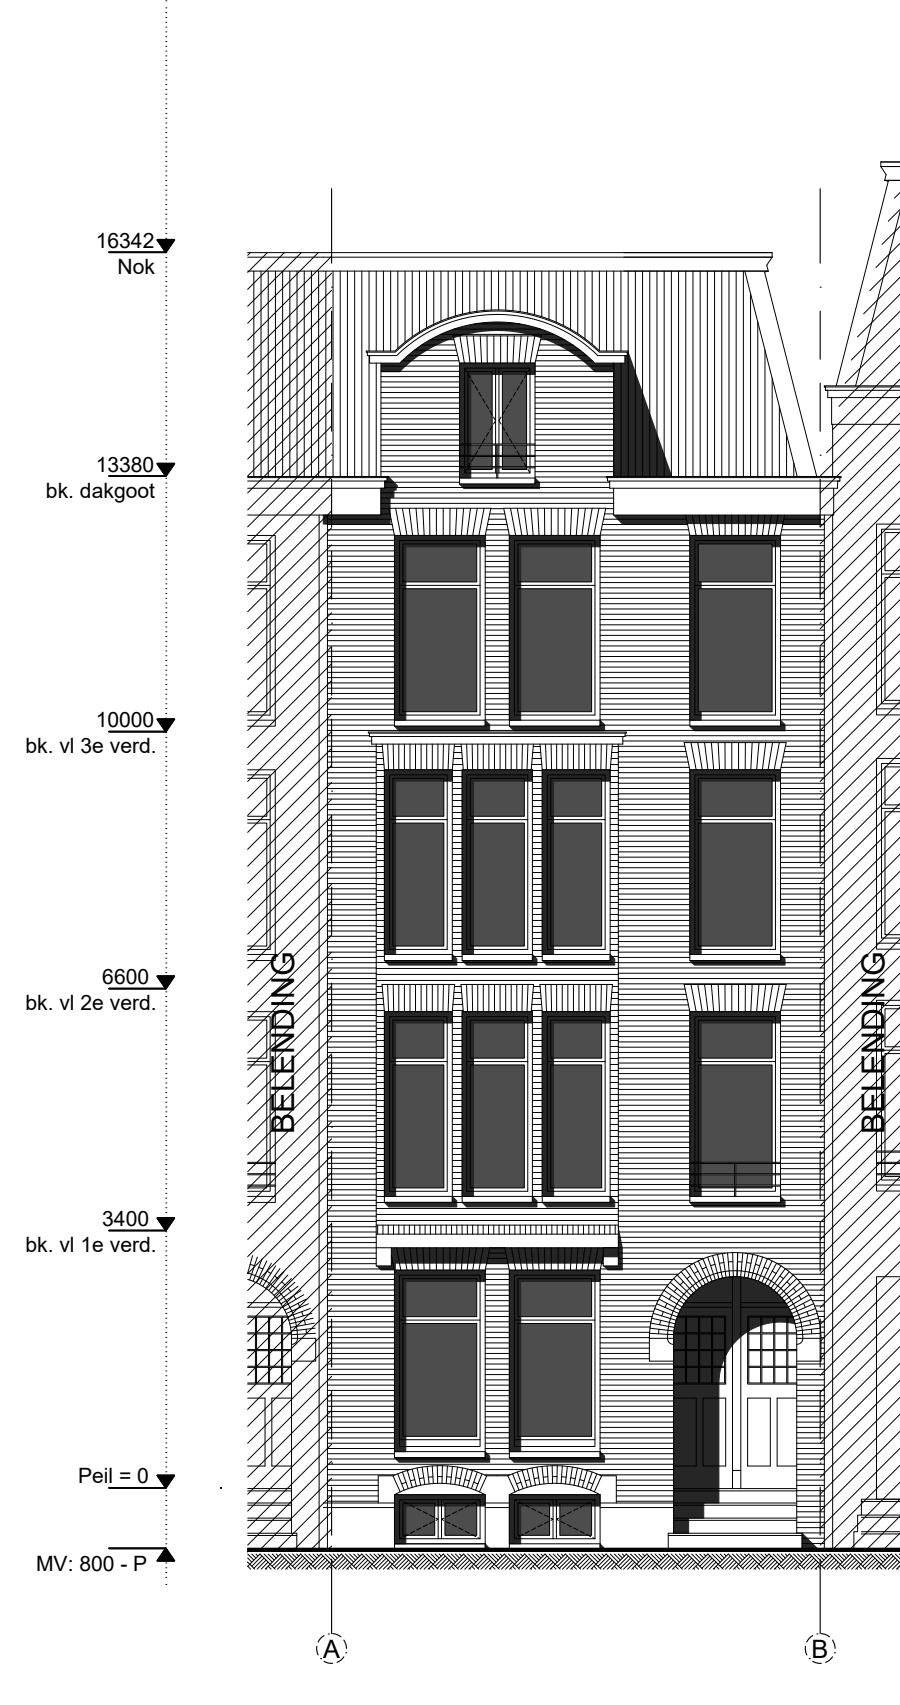 16342
Nok
13380
bk. dakgoot
10000
bk. vl 3e verd.
6600
bk. vl 2e verd.
BELENDING
BELENDING
3400
bk. vl 1e verd.
Peil = 0
MV: 800 - P
A
B